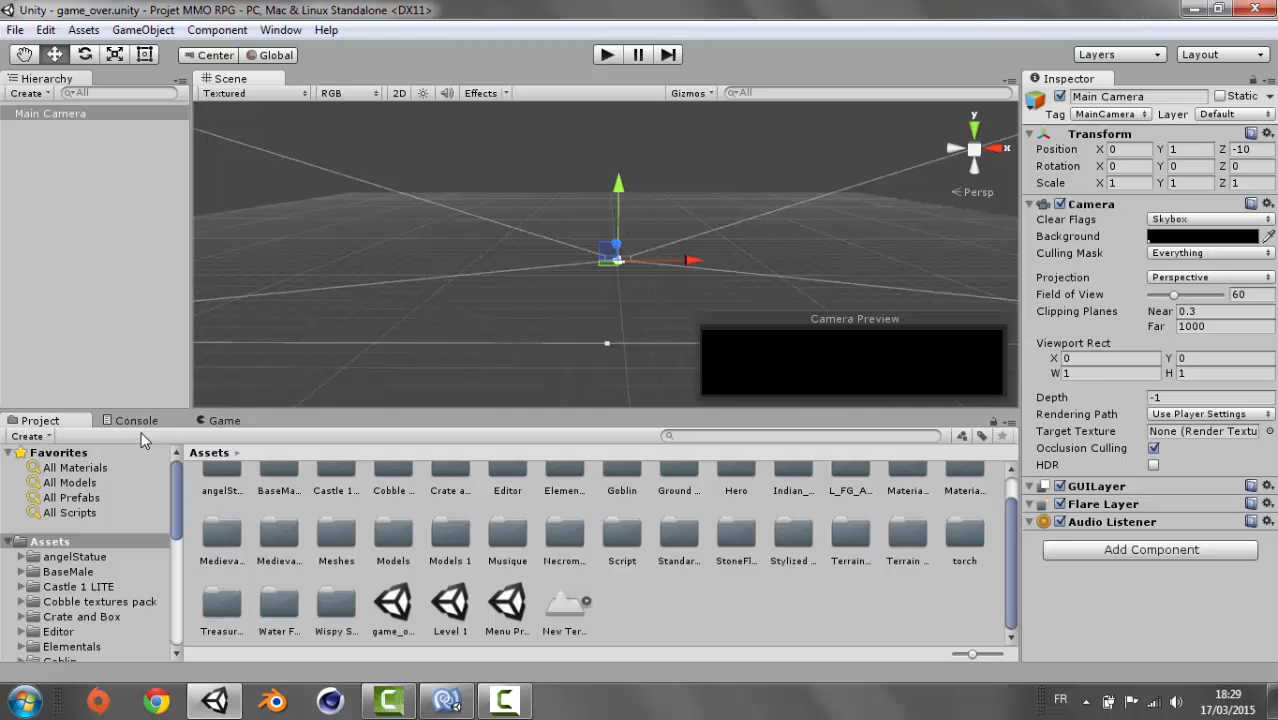 Unity - game_over.unity - Projet MMO RPG - PC, Mac & Linux Standalone <DX11>
File Edit Assets GameObject Component Window Help
Center Global Layers Layout
Hierarchy
Create All
Main Camera
Scene
Textured RGB 2D Effects Gizmos All
y
x
Persp
Camera Preview
Inspector
Main Camera Static
Tag MainCamera Layer Default
Transform
Position X 0 Y 1 Z -10
Rotation X 0 Y 0 Z 0
Scale X 1 Y 1 Z 1
Camera
Clear Flags Skybox
Background
Culling Mask Everything
Projection Perspective
Field of View 60
Clipping Planes Near 0.3
Far 1000
Viewport Rect
X 0 Y 0
W 1 H 1
Depth -1
Rendering Path Use Player Settings
Target Texture None (Render Textu
Occlusion Culling
HDR
GUILayer
Flare Layer
Audio Listener
Add Component
Project Console Game
Create
Favorites
All Materials
All Models
All Prefabs
All Scripts
Assets
angelStatue
BaseMale
Castle 1 LITE
Cobble textures pack
Crate and Box
Editor
Elementals
Goblin
Assets
angelSt... BaseMa... Castle 1... Cobble ... Crate a... Editor Elemen... Goblin Ground ... Hero Indian_... L_FG_A... Materia... Materia...
Medieva... Medieva... Meshes Models Models 1 Musique Necrom... Script Standar... StoneFl... Stylized ... Terrain... Terrain ... torch
Treasur... Water F... Wispy S... game_o... Level 1 Menu Pr... New Ter...
FR
18:29
17/03/2015